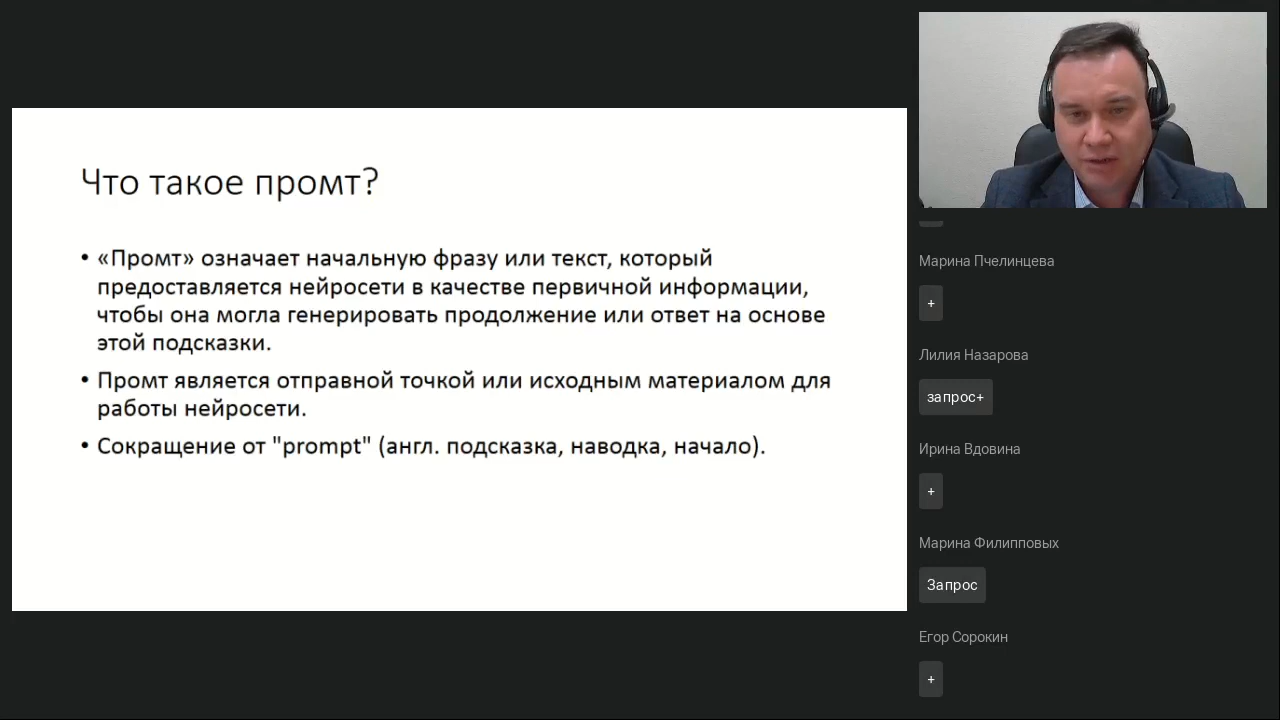 Что такое промт?
• «Промт» означает начальную фразу или текст, который
предоставляется нейросети в качестве первичной информации,
чтобы она могла генерировать продолжение или ответ на основе
этой подсказки.
• Промт является отправной точкой или исходным материалом для
работы нейросети.
• Сокращение от "prompt" (англ. подсказка, наводка, начало).
Марина Пчелинцева
+
Лилия Назарова
запрос+
Ирина Вдовина
+
Марина Филипповых
Запрос
Егор Сорокин
+